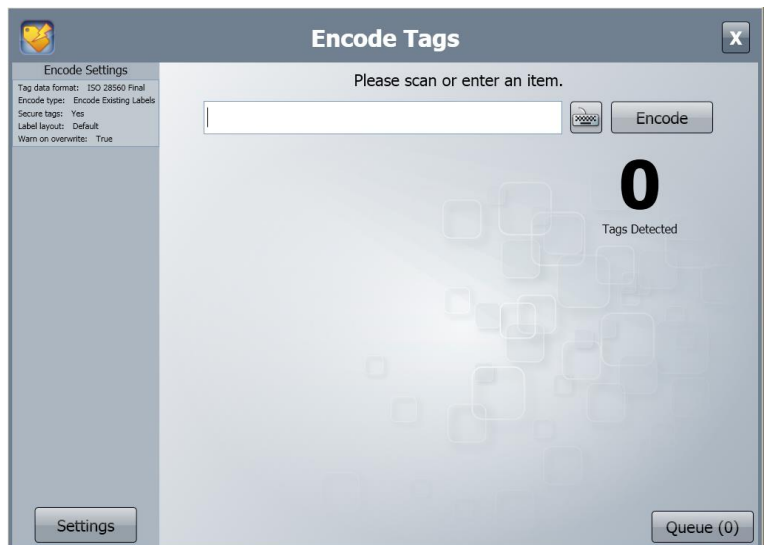 Encode Tags
X
Encode Settings
Tag data format: ISO 28560 Final
Encode type: Encode Existing Labels
Secure tags: Yes
Label layout: Default
Warn on overwrite: True
Please scan or enter an item.
Encode
0
Tags Detected
Settings
Queue (0)